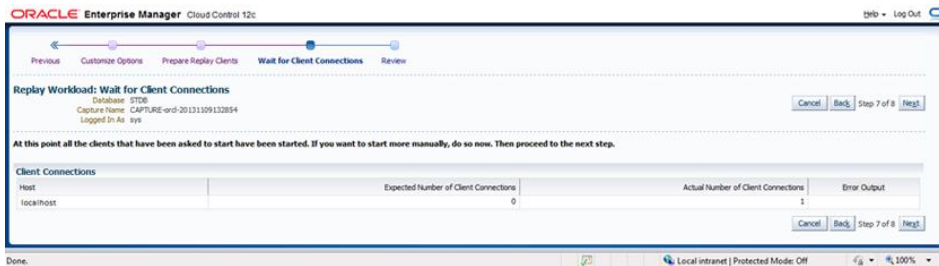 ORACLE Enterprise Manager Cloud Control 12c
Help Log Out
Previous Customize Options Prepare Replay Clients Wait for Client Connections Review
Replay Workload: Wait for Client Connections
Database STDB
Capture Name CAPTURE-orcl-20131109132854
Logged In As sys
Cancel Back Step 7 of 8 Next
At this point all the clients that have been asked to start have been started. If you want to start more manually, do so now. Then proceed to the next step.
Client Connections
Host Expected Number of Client Connections Actual Number of Client Connections Error Output
localhost 0 1
Cancel Back Step 7 of 8 Next
Done. Local intranet | Protected Mode: Off 100%